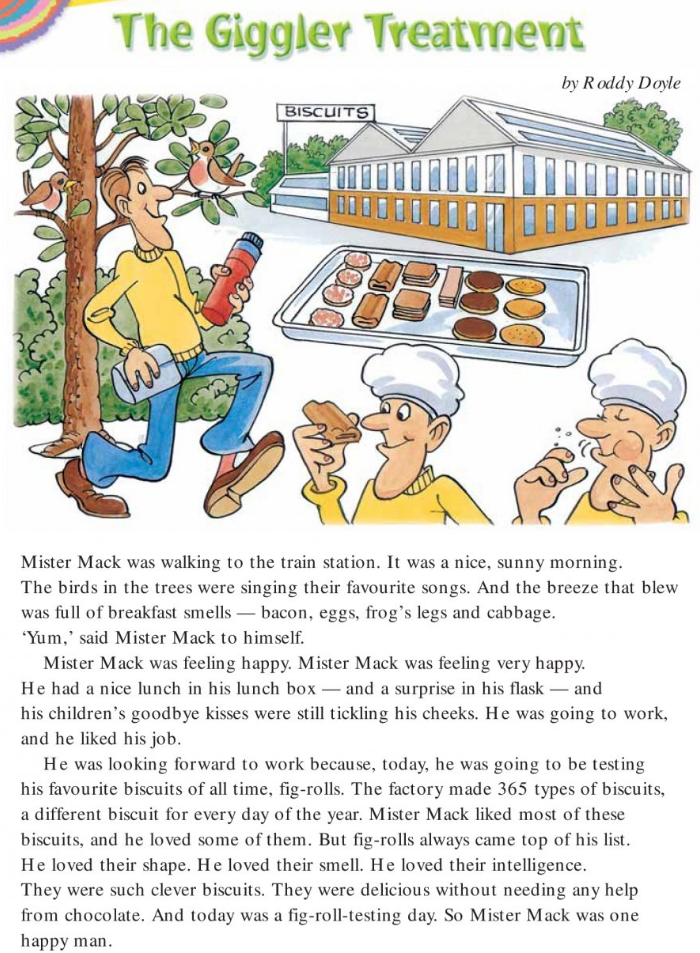 The Giggler Treatment
by Roddy Doyle
BISCUITS
Mister Mack was walking to the train station. It was a nice, sunny morning.
The birds in the trees were singing their favourite songs. And the breeze that blew
was full of breakfast smells — bacon, eggs, frog's legs and cabbage.
‘Yum,’ said Mister Mack to himself.
Mister Mack was feeling happy. Mister Mack was feeling very happy.
He had a nice lunch in his lunch box — and a surprise in his flask — and
his children's goodbye kisses were still tickling his cheeks. He was going to work,
and he liked his job.
He was looking forward to work because, today, he was going to be testing
his favourite biscuits of all time, fig-rolls. The factory made 365 types of biscuits,
a different biscuit for every day of the year. Mister Mack liked most of these
biscuits, and he loved some of them. But fig-rolls always came top of his list.
He loved their shape. He loved their smell. He loved their intelligence.
They were such clever biscuits. They were delicious without needing any help
from chocolate. And today was a fig-roll-testing day. So Mister Mack was one
happy man.